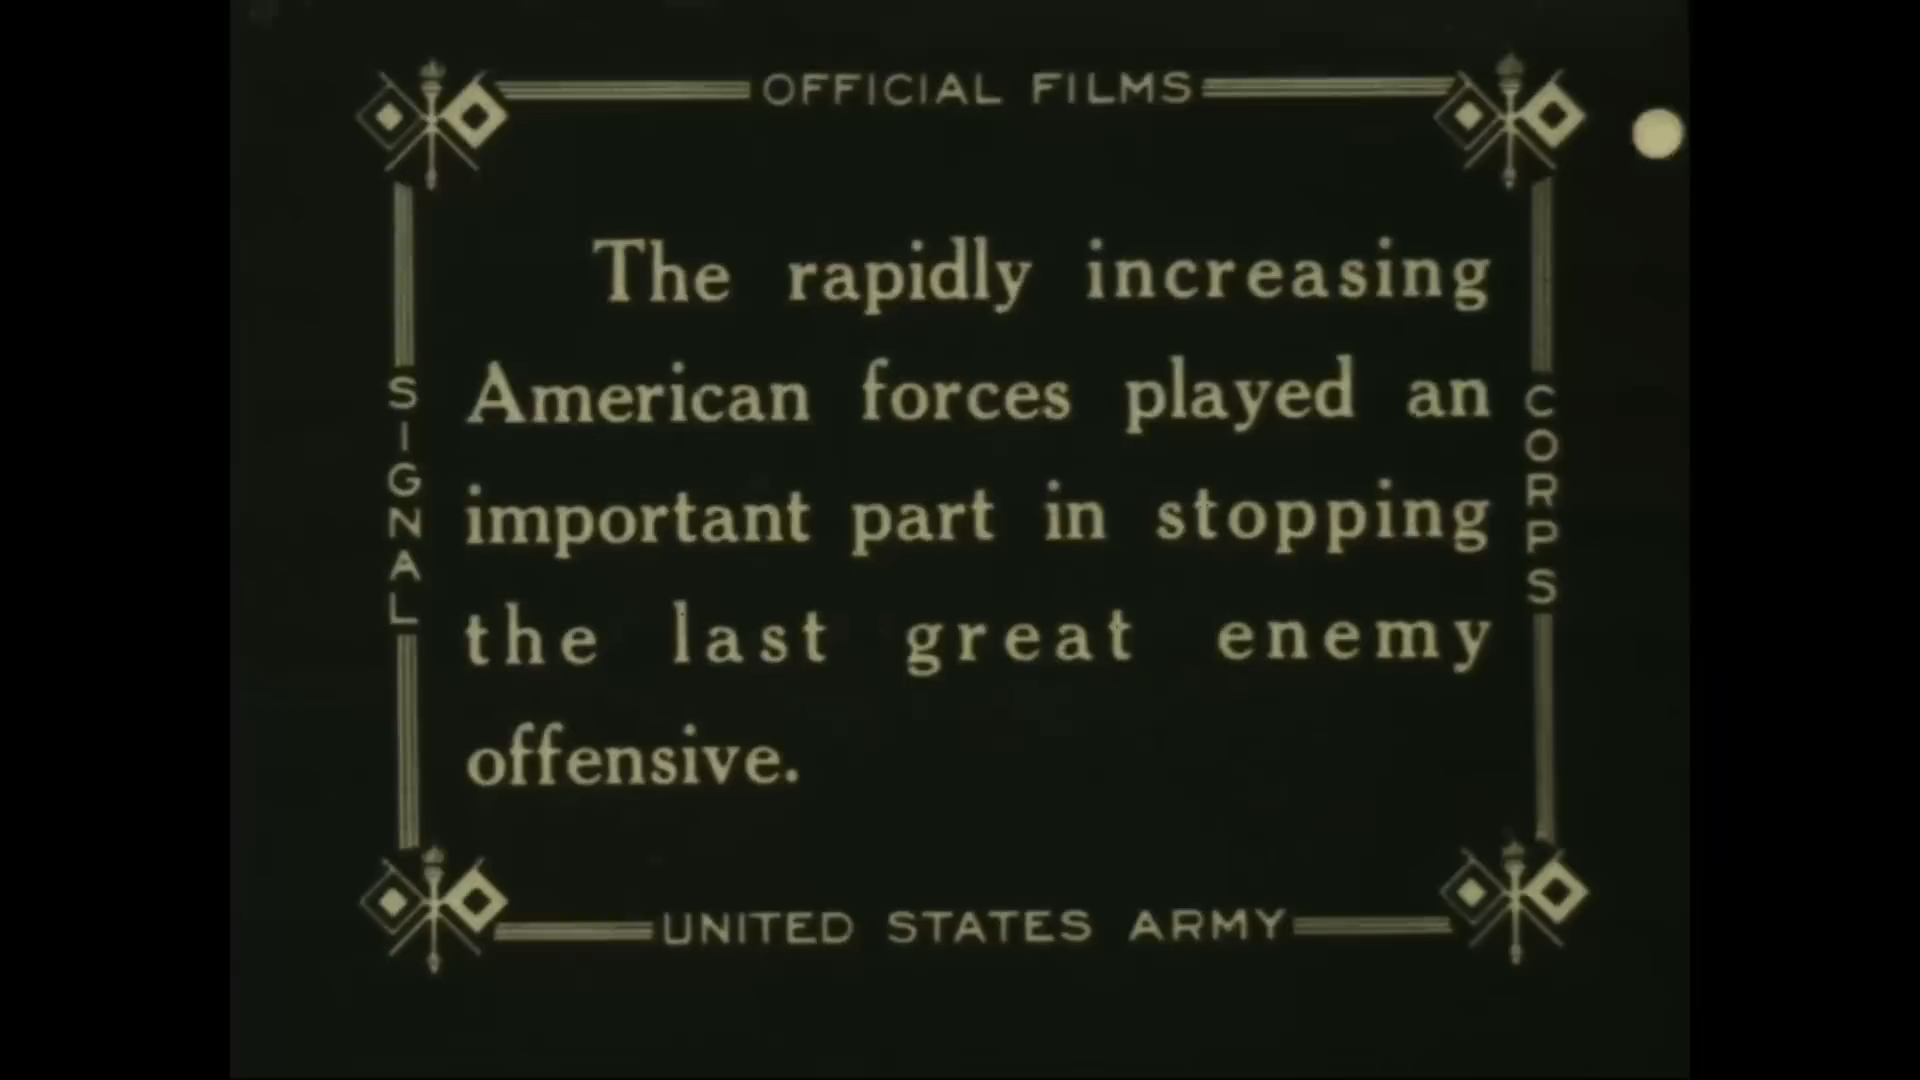 OFFICIAL FILMS
The rapidly increasing
American forces played an
important part in stopping
the last great enemy
offensive.
SIGNAL
CORPS
UNITED STATES ARMY